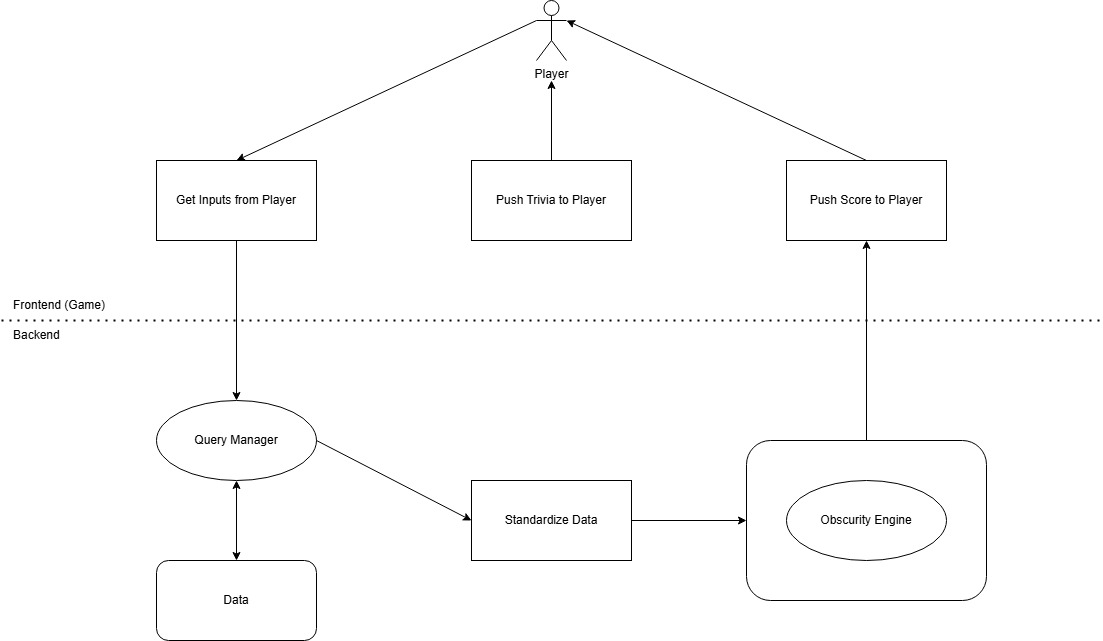 Player
Get Inputs from Player
Push Trivia to Player
Push Score to Player
Frontend (Game)
Backend
Query Manager
Standardize Data
Obscurity Engine
Data